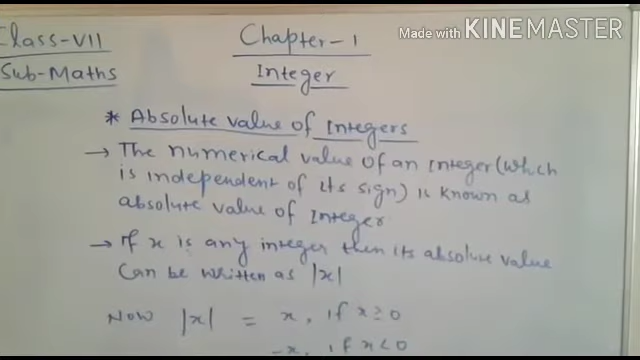 Class-VII
Chapter-1
Made with KINEMASTER
Sub-Maths
Integer
* Absolute value of Integers
→ The numerical value of an integer (which
is independent of its sign) is known as
absolute value of Integer
→ If x is any integer then its absolute value
can be written as |x|
Now |x| = x, if x ≥ 0
-x, if x < 0